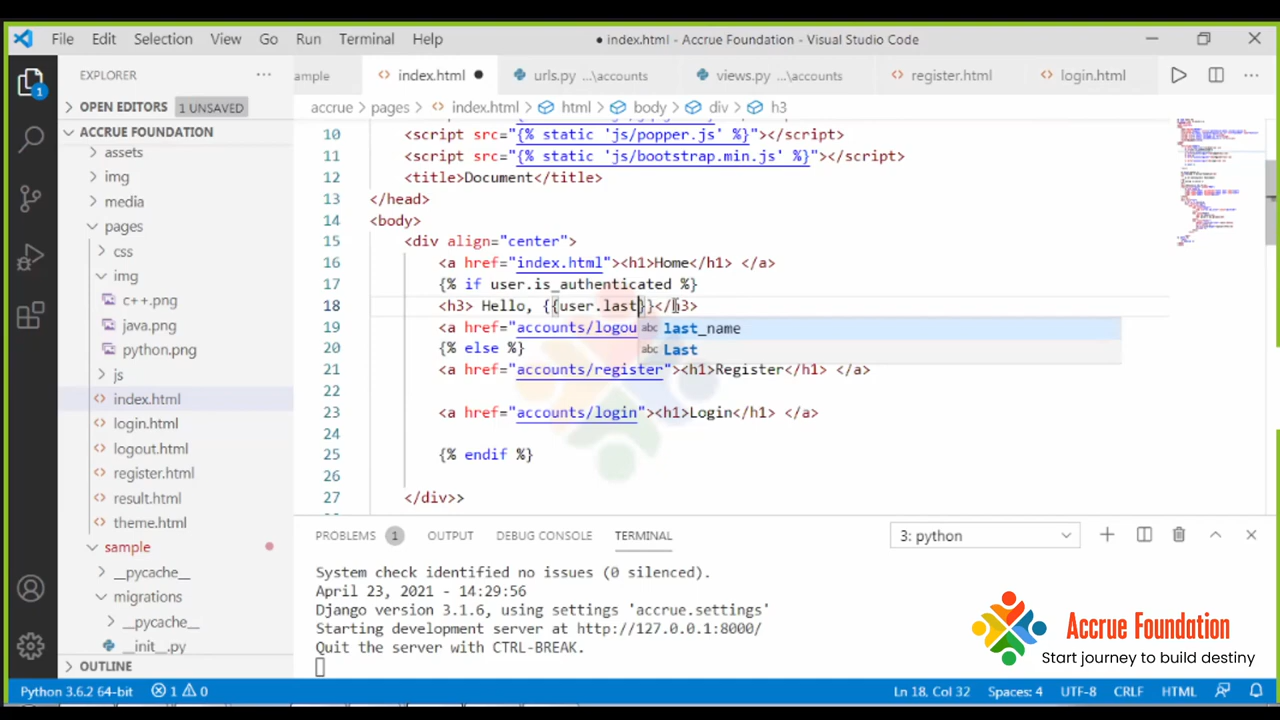 File Edit Selection View Go Run Terminal Help
● index.html - Accrue Foundation - Visual Studio Code
EXPLORER ···
ample <> index.html ● urls.py ...\accounts views.py ...\accounts <> register.html <> login.html
OPEN EDITORS 1 UNSAVED
accrue > pages > <> index.html > html > body > div > h3
ACCRUE FOUNDATION
assets
img
media
pages
css
img
c++.png
java.png
python.png
js
<> index.html
<> login.html
<> logout.html
<> register.html
<> result.html
<> theme.html
sample
__pycache__
migrations
__pycache__
__init__.py
OUTLINE
10 <script src="{% static 'js/popper.js' %}"></script>
11 <script src="{% static 'js/bootstrap.min.js' %}"></script>
12 <title>Document</title>
13 </head>
14 <body>
15 <div align="center">
16 <a href="index.html"><h1>Home</h1> </a>
17 {% if user.is_authenticated %}
18 <h3> Hello, {{user.last}}</h3>
19 <a href="accounts/logou
abc last_name
abc Last
20 {% else %}
21 <a href="accounts/register"><h1>Register</h1> </a>
22
23 <a href="accounts/login"><h1>Login</h1> </a>
24
25 {% endif %}
26
27 </div>>
PROBLEMS 1 OUTPUT DEBUG CONSOLE TERMINAL 3: python
System check identified no issues (0 silenced).
April 23, 2021 - 14:29:56
Django version 3.1.6, using settings 'accrue.settings'
Starting development server at http://127.0.0.1:8000/
Quit the server with CTRL-BREAK.
Accrue Foundation
Start journey to build destiny
Python 3.6.2 64-bit 1 0 Ln 18, Col 32 Spaces: 4 UTF-8 CRLF HTML